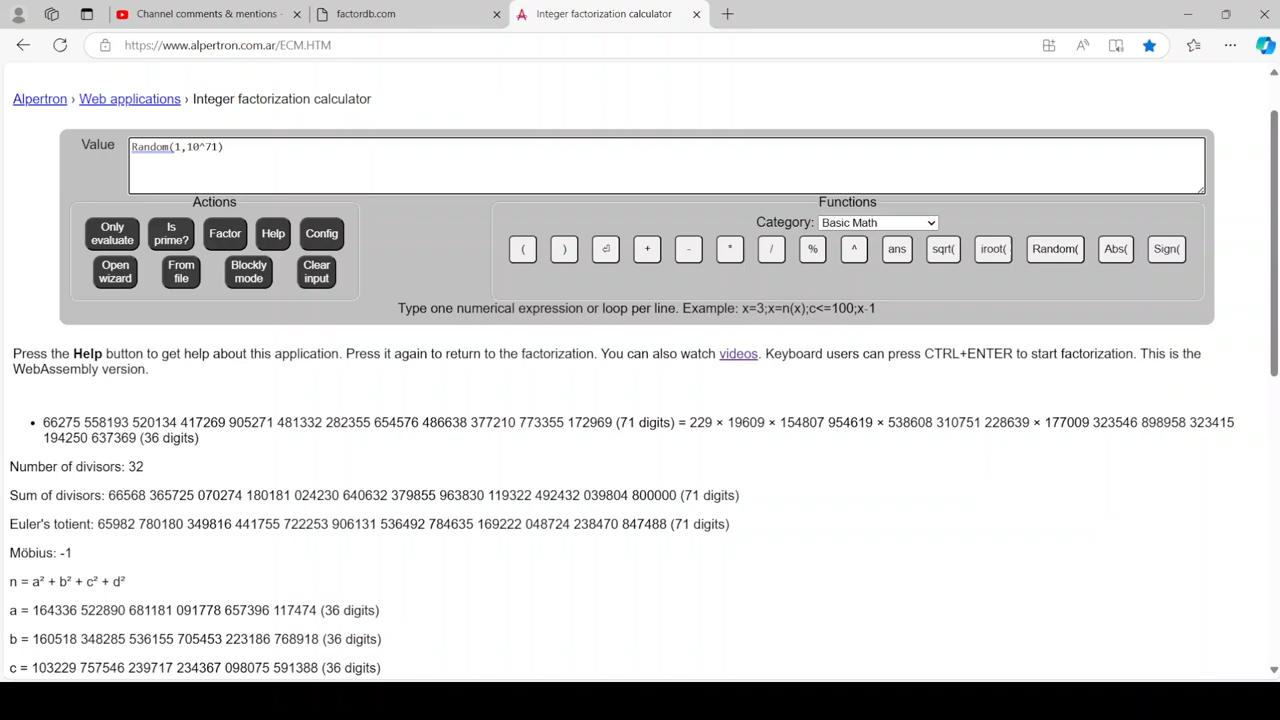 Channel comments & mentions -
factordb.com
Integer factorization calculator
https://www.alpertron.com.ar/ECM.HTM
Alpertron › Web applications › Integer factorization calculator
Value
Random(1,10^71)
Actions
Functions
Only evaluate
Is prime?
Factor
Help
Config
Category: Basic Math
( ) ⏎ + - * / % ^ ans sqrt( iroot( Random( Abs( Sign(
Open wizard
From file
Blockly mode
Clear input
Type one numerical expression or loop per line. Example: x=3;x=n(x);c<=100;x-1
Press the Help button to get help about this application. Press it again to return to the factorization. You can also watch videos. Keyboard users can press CTRL+ENTER to start factorization. This is the
WebAssembly version.
• 66275 558193 520134 417269 905271 481332 282355 654576 486638 377210 773355 172969 (71 digits) = 229 × 19609 × 154807 954619 × 538608 310751 228639 × 177009 323546 898958 323415
194250 637369 (36 digits)
Number of divisors: 32
Sum of divisors: 66568 365725 070274 180181 024230 640632 379855 963830 119322 492432 039804 800000 (71 digits)
Euler's totient: 65982 780180 349816 441755 722253 906131 536492 784635 169222 048724 238470 847488 (71 digits)
Möbius: -1
n = a² + b² + c² + d²
a = 164336 522890 681181 091778 657396 117474 (36 digits)
b = 160518 348285 536155 705453 223186 768918 (36 digits)
c = 103229 757546 239717 234367 098075 591388 (36 digits)